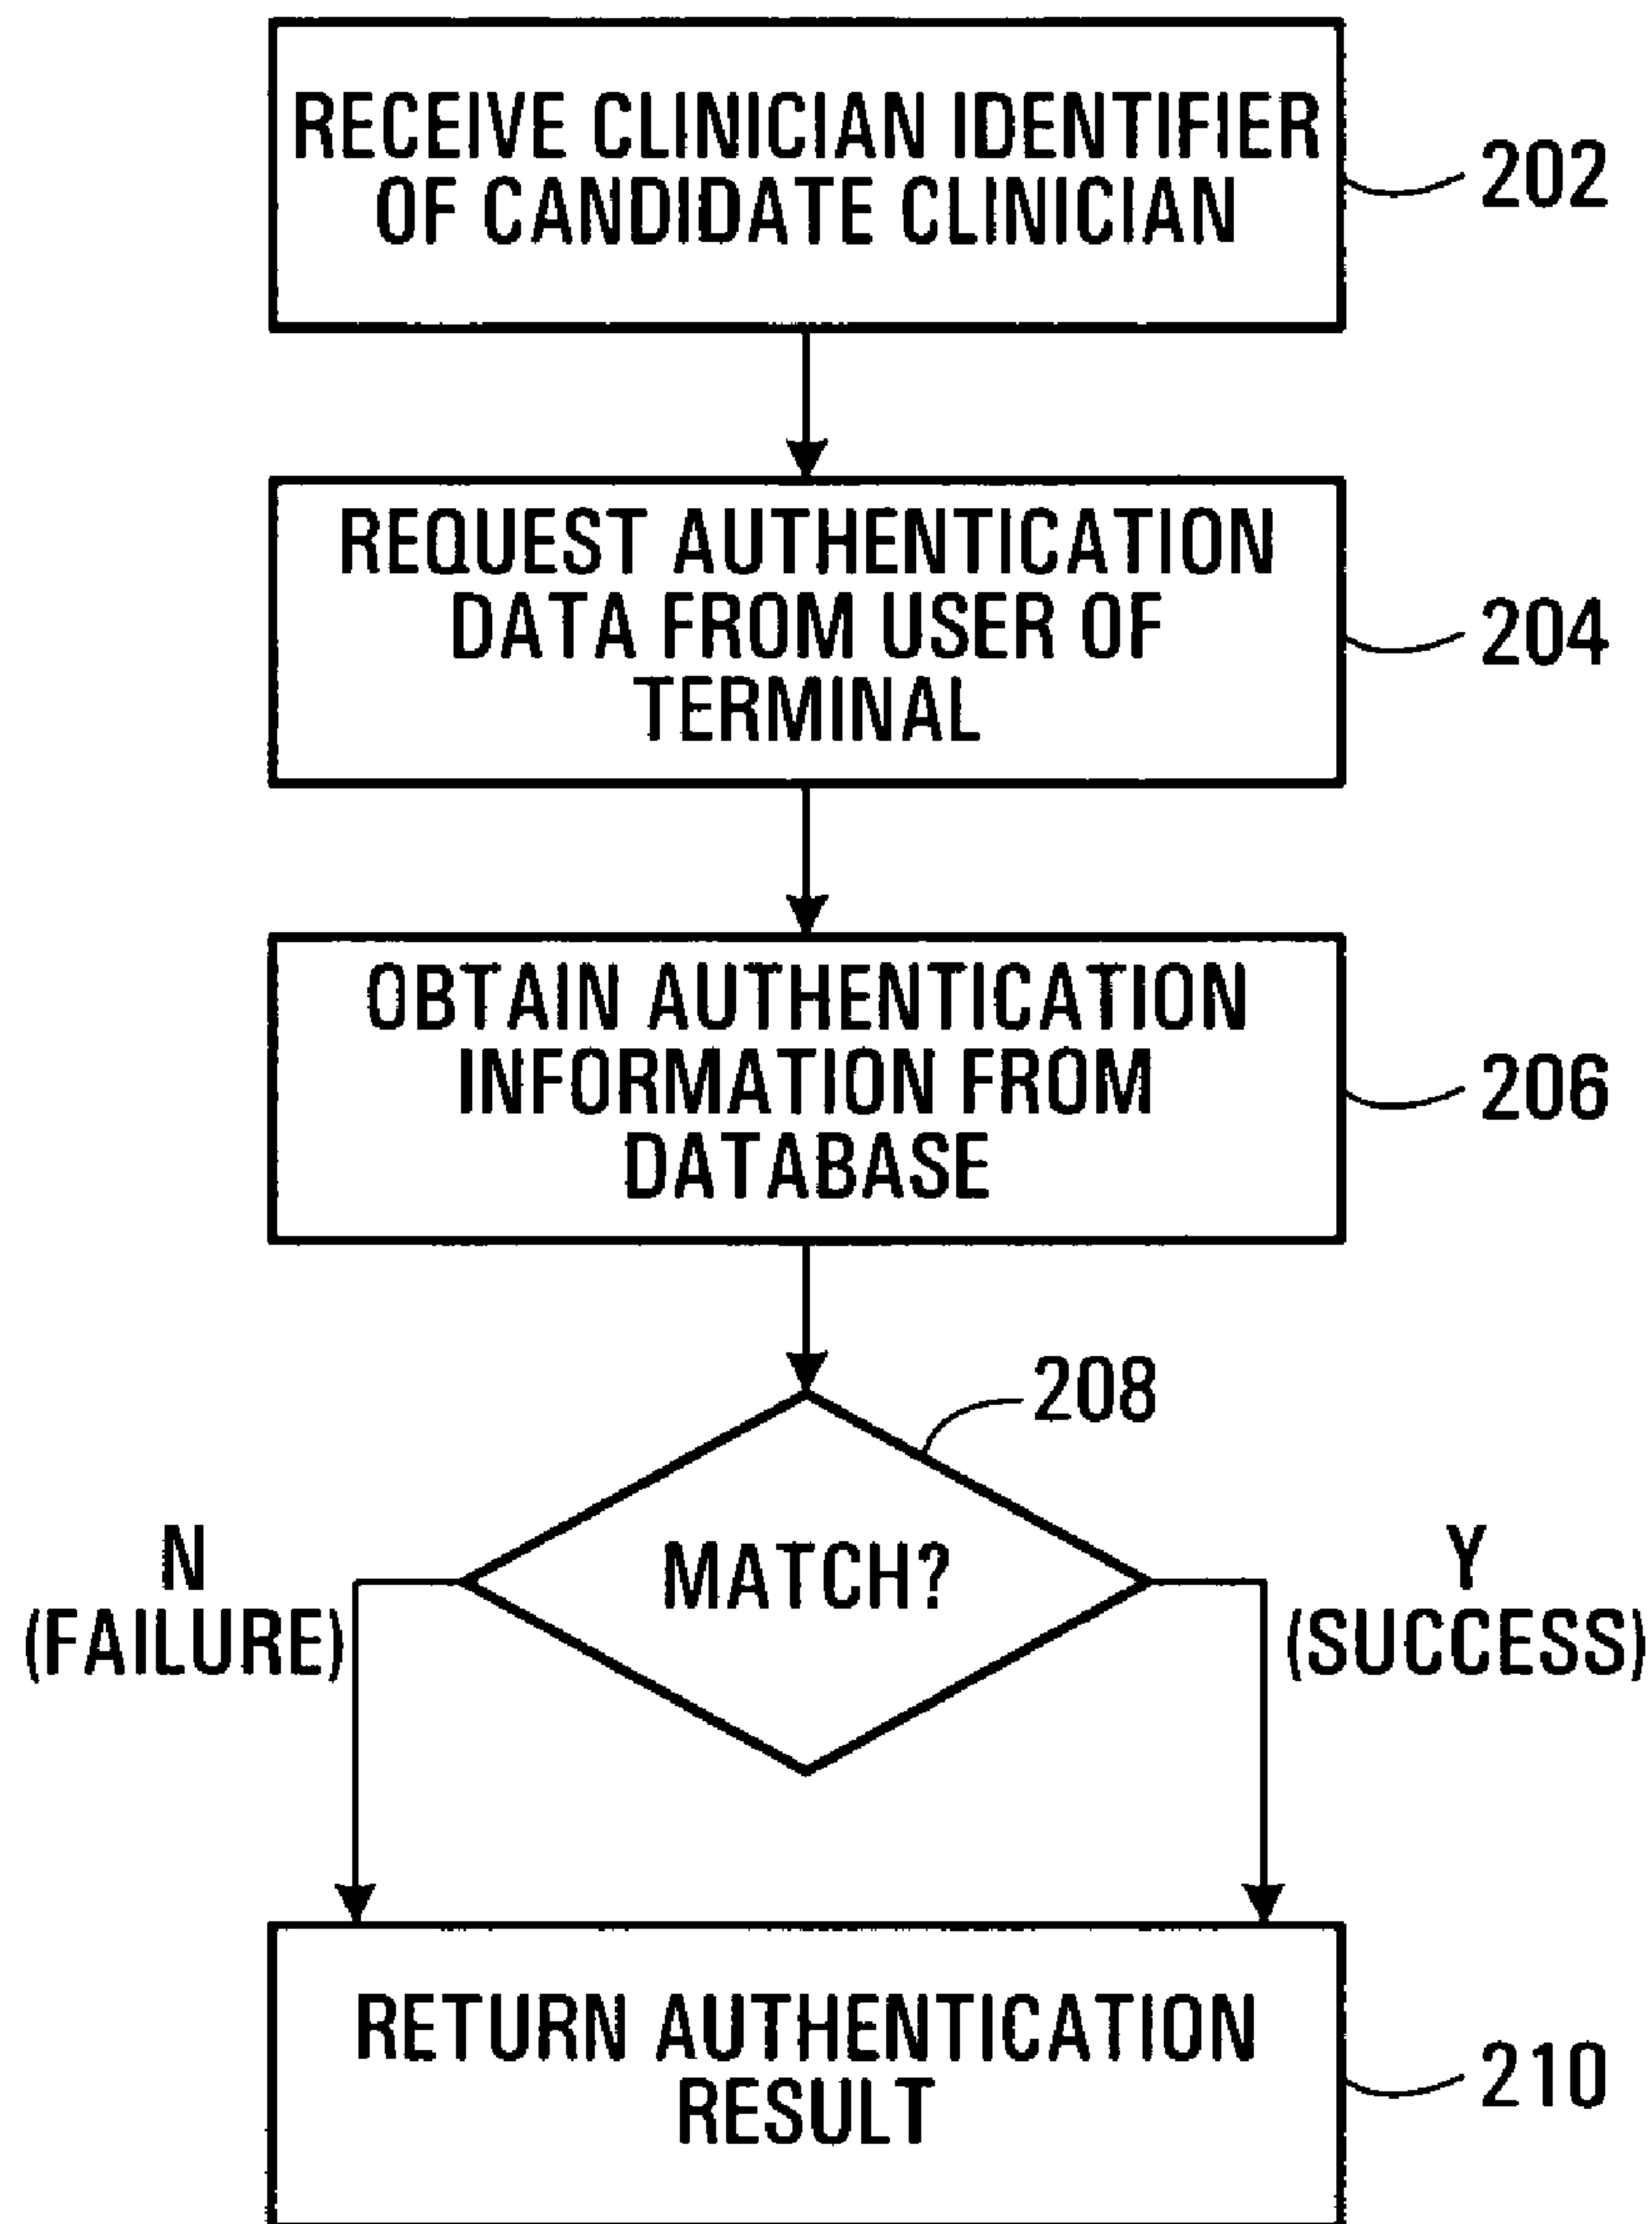 RECEIVE CLINICIAN IDENTIFIER
OF CANDIDATE CLINICIAN
202
REQUEST AUTHENTICATION
DATA FROM USER OF
TERMINAL
204
OBTAIN AUTHENTICATION
INFORMATION FROM
DATABASE
206
208
MATCH?
N
(FAILURE)
Y
(SUCCESS)
RETURN AUTHENTICATION
RESULT
210